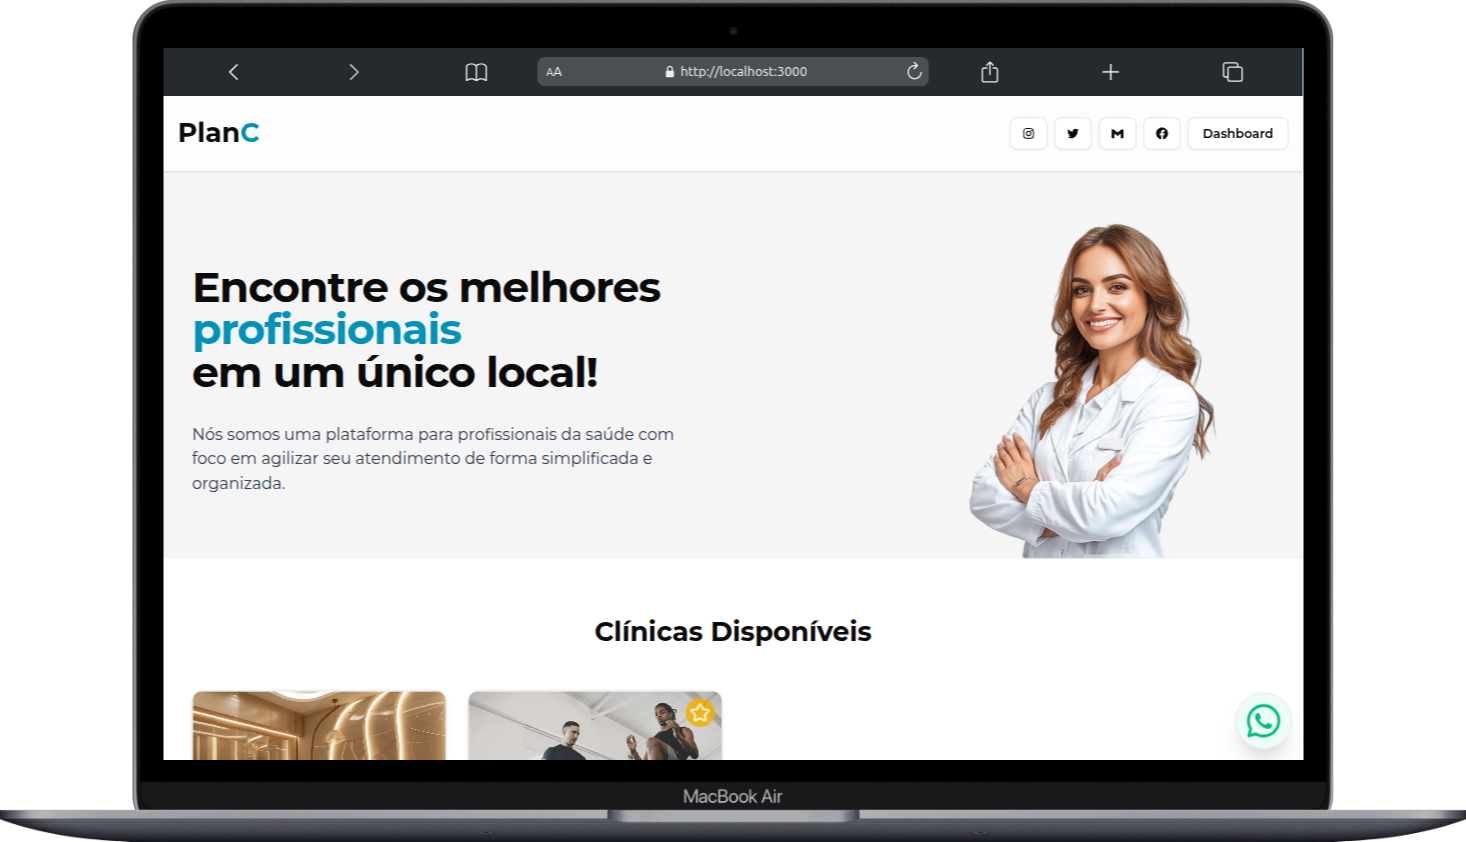 AA
http://localhost:3000
PlanC
Dashboard
Encontre os melhores
profissionais
em um único local!
Nós somos uma plataforma para profissionais da saúde com
foco em agilizar seu atendimento de forma simplificada e
organizada.
Clínicas Disponíveis
MacBook Air